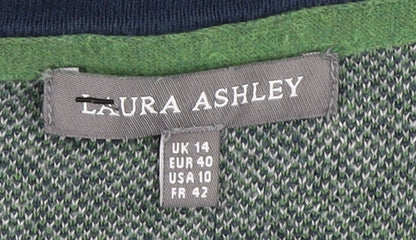 LAURA ASHLEY
UK 14
EUR 40
USA 10
FR 42